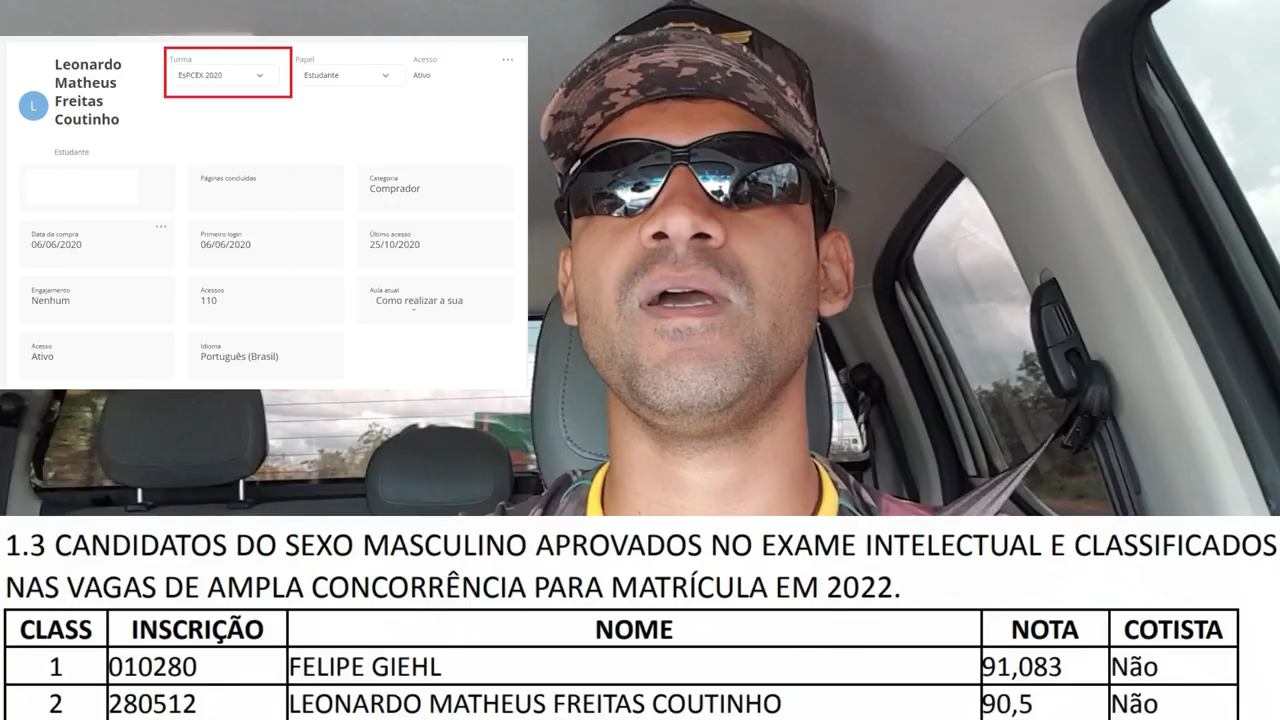 Leonardo
Matheus
Freitas
Coutinho
L
Estudante
Turma
EsPCEX 2020
Papel
Estudante
Acesso
Ativo
Páginas concluídas
Categoria
Comprador
Data da compra
06/06/2020
Primeiro login
06/06/2020
Último acesso
25/10/2020
Engajamento
Nenhum
Acessos
110
Aula atual
Como realizar a sua
Acesso
Ativo
Idioma
Português (Brasil)
1.3 CANDIDATOS DO SEXO MASCULINO APROVADOS NO EXAME INTELECTUAL E CLASSIFICADOS
NAS VAGAS DE AMPLA CONCORRÊNCIA PARA MATRÍCULA EM 2022.
CLASS INSCRIÇÃO NOME NOTA COTISTA
1 010280 FELIPE GIEHL 91,083 Não
2 280512 LEONARDO MATHEUS FREITAS COUTINHO 90,5 Não